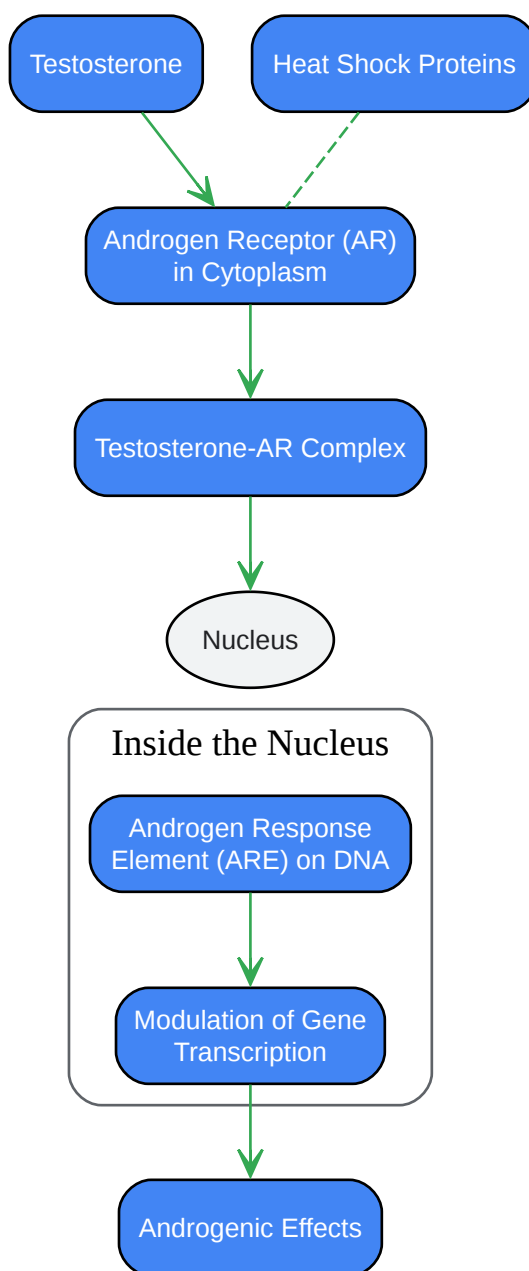 Testosterone
Heat Shock Proteins
Androgen Receptor (AR)
in Cytoplasm
Testosterone-AR Complex
Nucleus
Inside the Nucleus
Androgen Response
Element (ARE) on DNA
Modulation of Gene
Transcription
Androgenic Effects